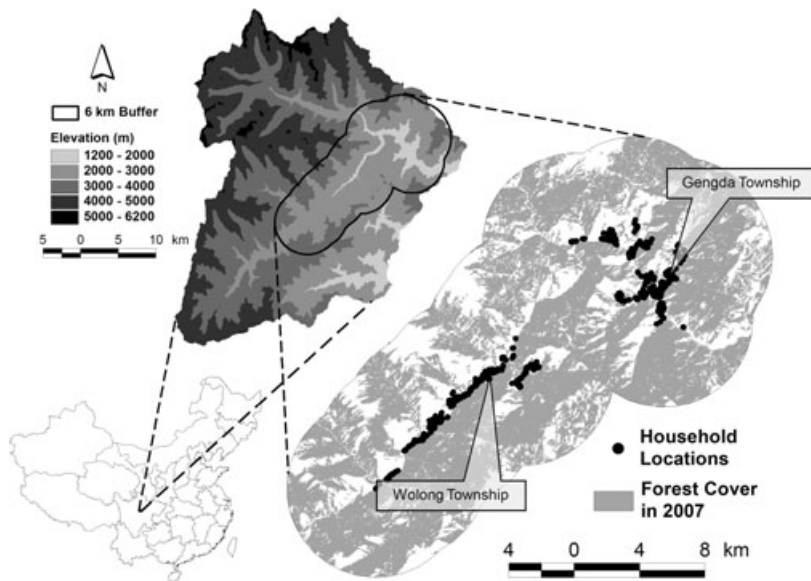 N
6 km Buffer
Elevation (m)
1200 - 2000
2000 - 3000
3000 - 4000
4000 - 5000
5000 - 6200
5 0 5 10 km
Gengda Township
Wolong Township
Household
Locations
Forest Cover
in 2007
4 0 4 8 km